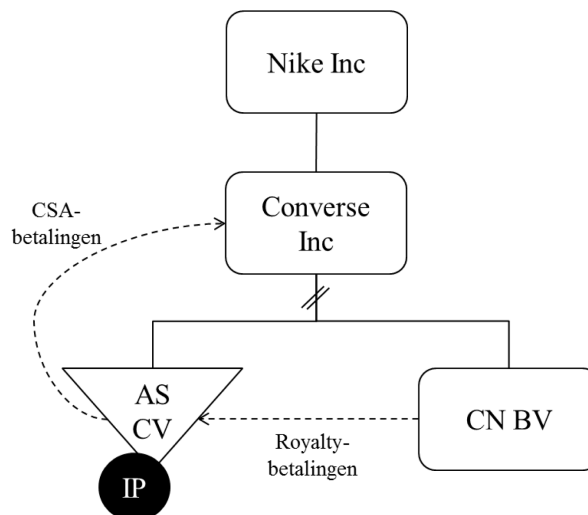 Nike Inc
CSA-
betalingen
Converse
Inc
AS
CV
CN BV
Royalty-
betalingen
IP